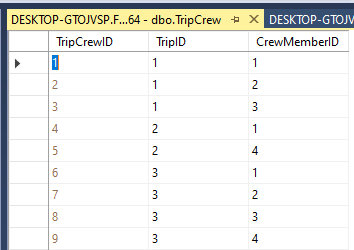 DESKTOP-GTOJVSP.F...64 - dbo.TripCrew DESKTOP-GTOJV
TripCrewID TripID CrewMemberID
1 1 1
2 1 2
3 1 3
4 2 1
5 2 4
6 3 1
7 3 2
8 3 3
9 3 4